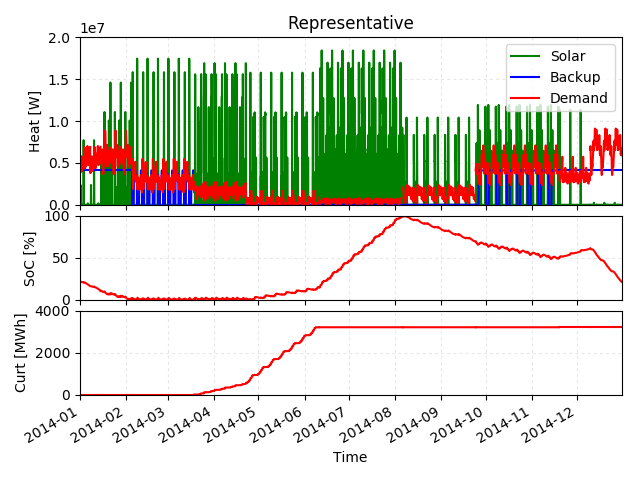 Representative
1e7
2.0
1.5
1.0
0.5
0.0
Heat [W]
Solar
Backup
Demand
100
50
0
SoC [%]
4000
2000
0
Curt [MWh]
2014-01
2014-02
2014-03
2014-04
2014-05
2014-06
2014-07
2014-08
2014-09
2014-10
2014-11
2014-12
Time